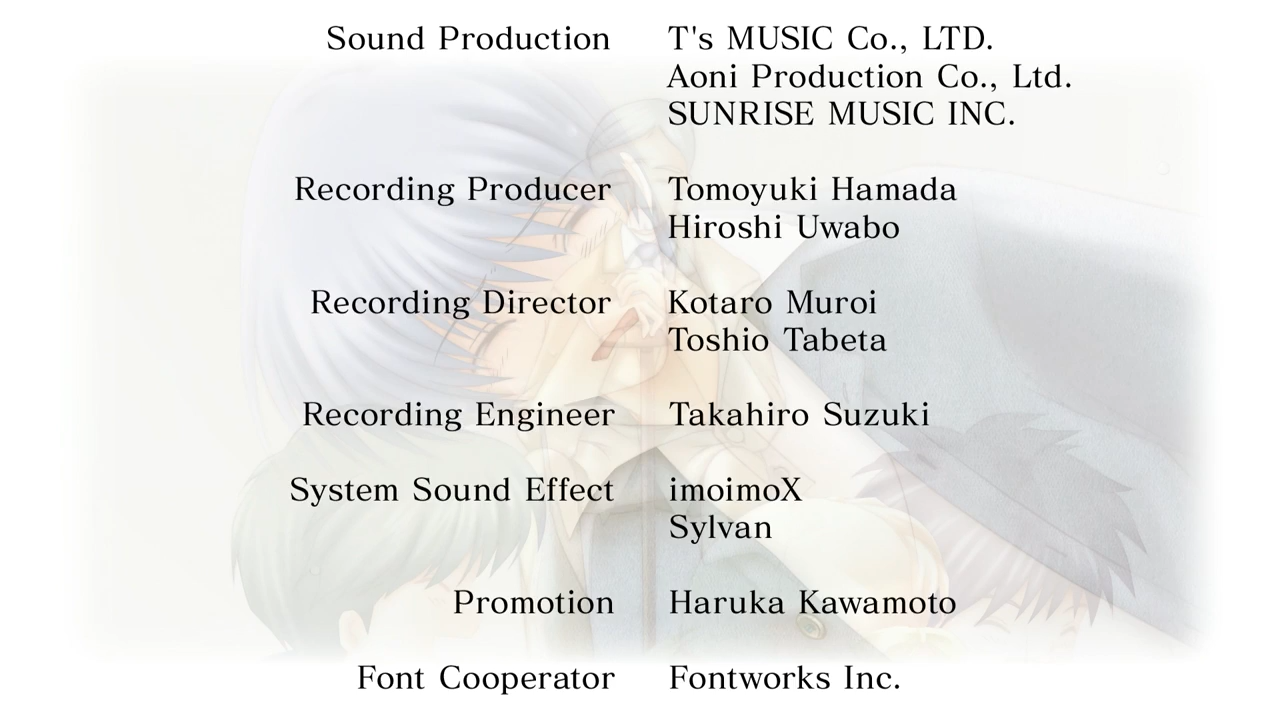 Sound Production T's MUSIC Co., LTD.
Aoni Production Co., Ltd.
SUNRISE MUSIC INC.
Recording Producer Tomoyuki Hamada
Hiroshi Uwabo
Recording Director Kotaro Muroi
Toshio Tabeta
Recording Engineer Takahiro Suzuki
System Sound Effect imoimoX
Sylvan
Promotion Haruka Kawamoto
Font Cooperator Fontworks Inc.